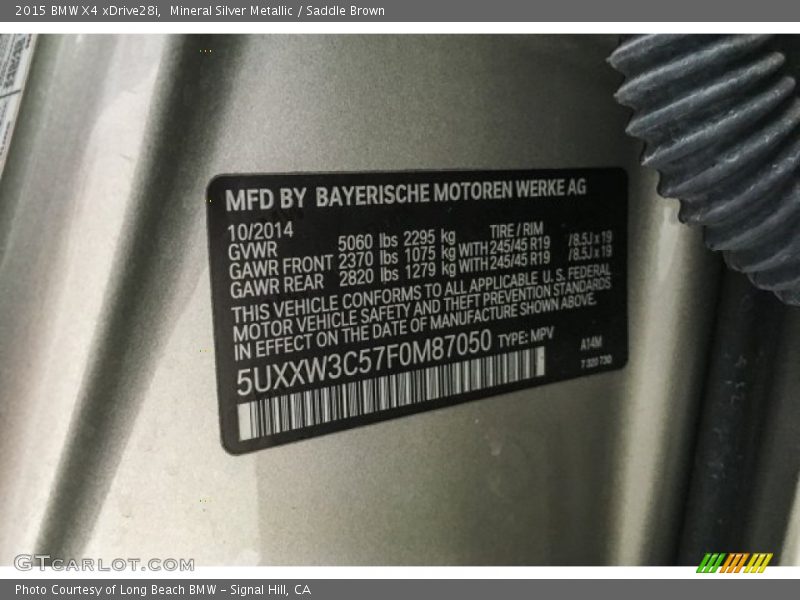 2015 BMW X4 xDrive28i,  Mineral Silver Metallic / Saddle Brown
MFD BY BAYERISCHE MOTOREN WERKE AG
10/2014 TIRE / RIM
GVWR 5060 lbs 2295 kg
GAWR FRONT 2370 lbs 1075 kg WITH 245/45 R19 /8.5J x 19
GAWR REAR 2820 lbs 1279 kg WITH 245/45 R19 /8.5J x 19
THIS VEHICLE CONFORMS TO ALL APPLICABLE U. S. FEDERAL
MOTOR VEHICLE SAFETY AND THEFT PREVENTION STANDARDS
IN EFFECT ON THE DATE OF MANUFACTURE SHOWN ABOVE.
5UXXW3C57F0M87050 TYPE: MPV A14M
7 320 730
GTCARLOT.COM
Photo Courtesy of Long Beach BMW - Signal Hill, CA